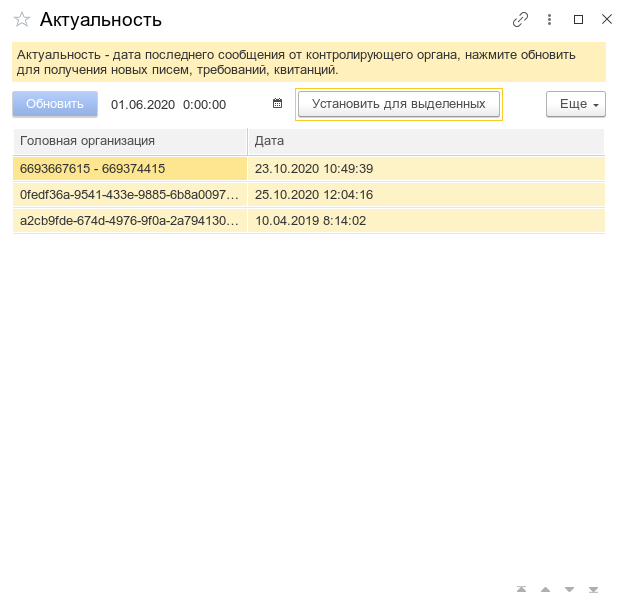 Актуальность
Актуальность - дата последнего сообщения от контролирующего органа, нажмите обновить
для получения новых писем, требований, квитанций.
Обновить 01.06.2020 0:00:00 Установить для выделенных Еще
Головная организация Дата
6693667615 - 669374415 23.10.2020 10:49:39
0fedf36a-9541-433e-9885-6b8a0097... 25.10.2020 12:04:16
a2cb9fde-674d-4976-9f0a-2a794130... 10.04.2019 8:14:02